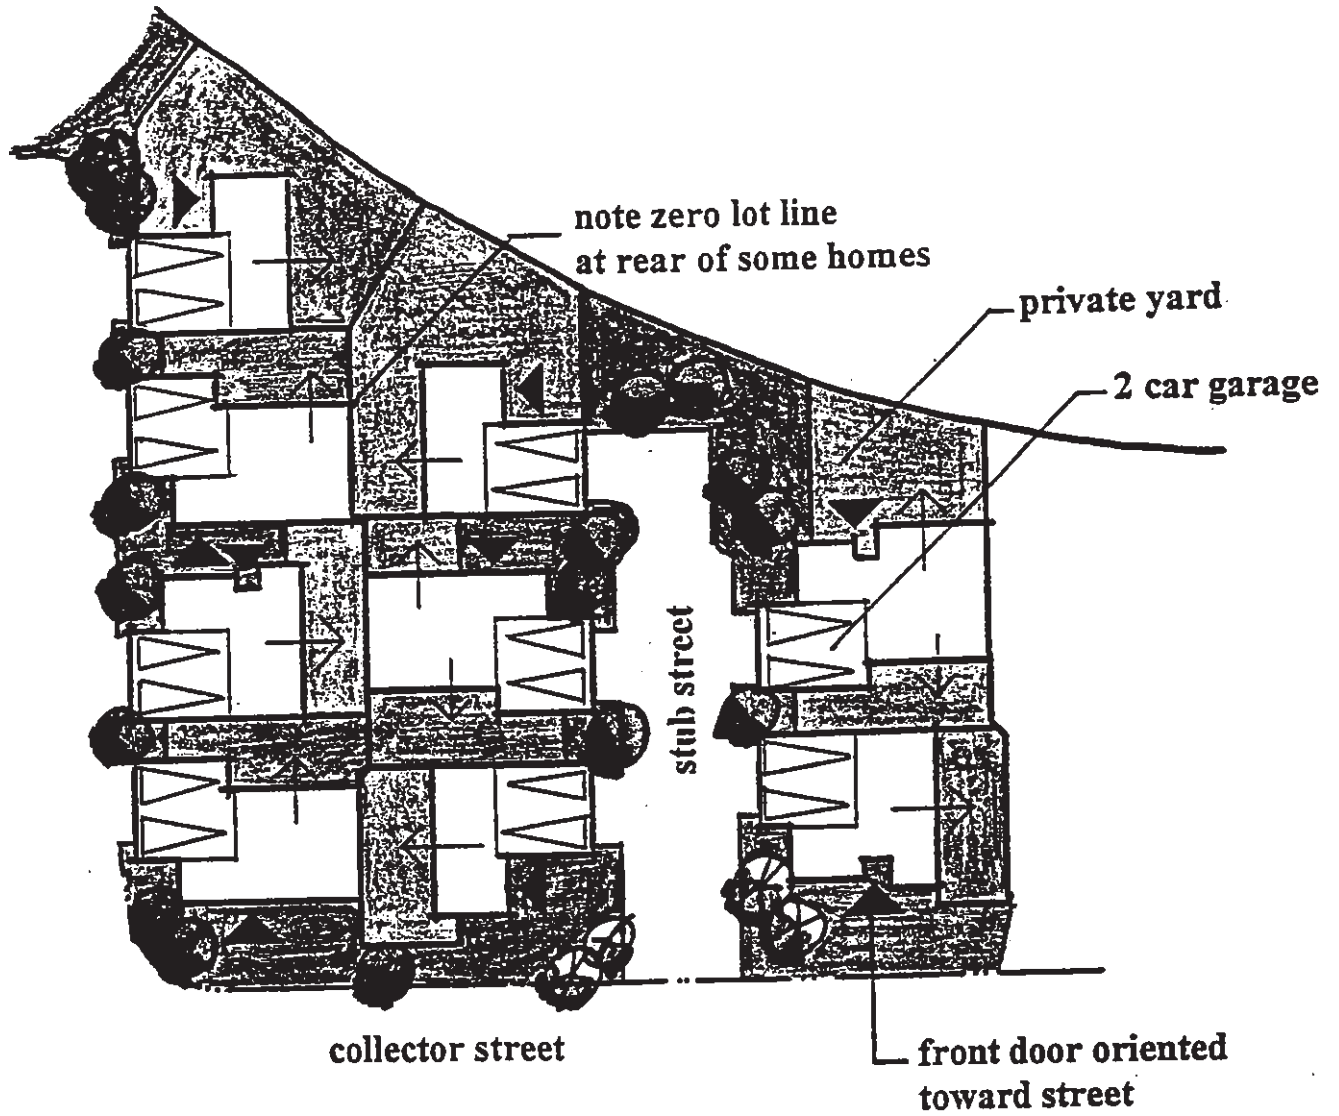 note zero lot line
at rear of some homes
private yard
2 car garage
stub street
collector street
front door oriented
toward street